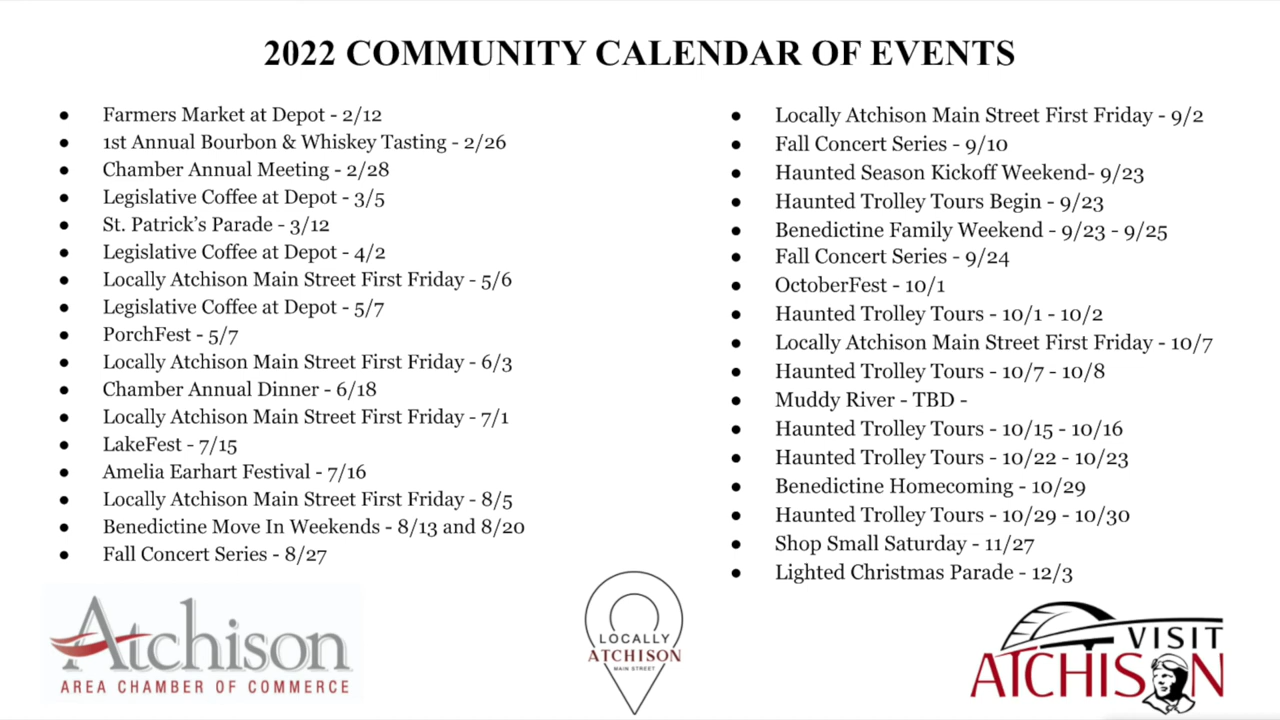 2022 COMMUNITY CALENDAR OF EVENTS
● Farmers Market at Depot - 2/12
● 1st Annual Bourbon & Whiskey Tasting - 2/26
● Chamber Annual Meeting - 2/28
● Legislative Coffee at Depot - 3/5
● St. Patrick’s Parade - 3/12
● Legislative Coffee at Depot - 4/2
● Locally Atchison Main Street First Friday - 5/6
● Legislative Coffee at Depot - 5/7
● PorchFest - 5/7
● Locally Atchison Main Street First Friday - 6/3
● Chamber Annual Dinner - 6/18
● Locally Atchison Main Street First Friday - 7/1
● LakeFest - 7/15
● Amelia Earhart Festival - 7/16
● Locally Atchison Main Street First Friday - 8/5
● Benedictine Move In Weekends - 8/13 and 8/20
● Fall Concert Series - 8/27
● Locally Atchison Main Street First Friday - 9/2
● Fall Concert Series - 9/10
● Haunted Season Kickoff Weekend- 9/23
● Haunted Trolley Tours Begin - 9/23
● Benedictine Family Weekend - 9/23 - 9/25
● Fall Concert Series - 9/24
● OctoberFest - 10/1
● Haunted Trolley Tours - 10/1 - 10/2
● Locally Atchison Main Street First Friday - 10/7
● Haunted Trolley Tours - 10/7 - 10/8
● Muddy River - TBD -
● Haunted Trolley Tours - 10/15 - 10/16
● Haunted Trolley Tours - 10/22 - 10/23
● Benedictine Homecoming - 10/29
● Haunted Trolley Tours - 10/29 - 10/30
● Shop Small Saturday - 11/27
● Lighted Christmas Parade - 12/3
Atchison
AREA CHAMBER OF COMMERCE
LOCALLY
ATCHISON
MAIN STREET
VISIT
ATCHISON